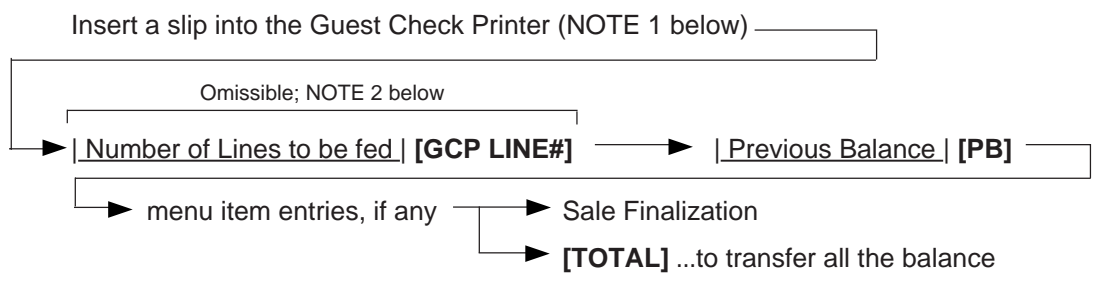 Insert a slip into the Guest Check Printer (NOTE 1 below)
Omissible; NOTE 2 below
| Number of Lines to be fed | [GCP LINE#] | Previous Balance | [PB]
menu item entries, if any Sale Finalization
[TOTAL] ...to transfer all the balance